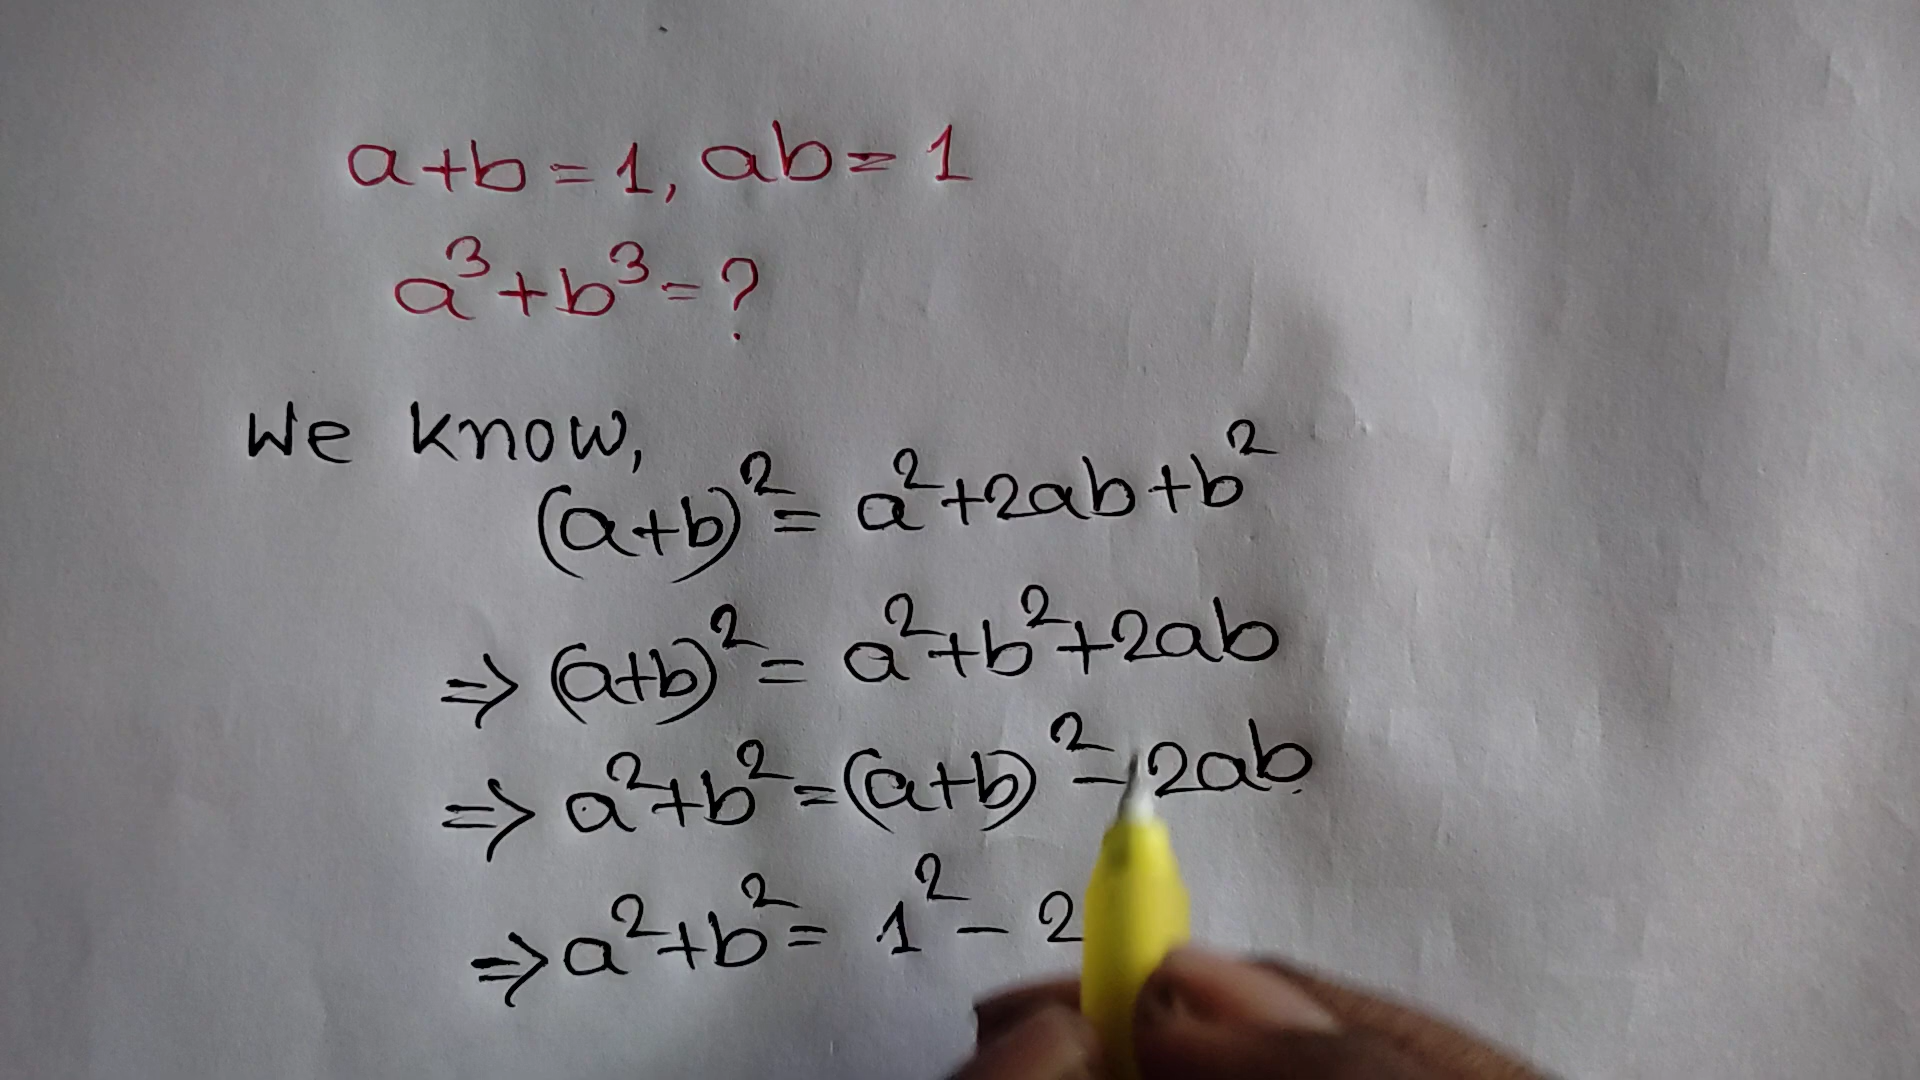 a+b=1, ab=1
a³+b³=?
We know,
(a+b)²= a²+2ab+b²
⇒ (a+b)²= a²+b²+2ab
⇒ a²+b²=(a+b)²-2ab
⇒ a²+b²= 1²-2